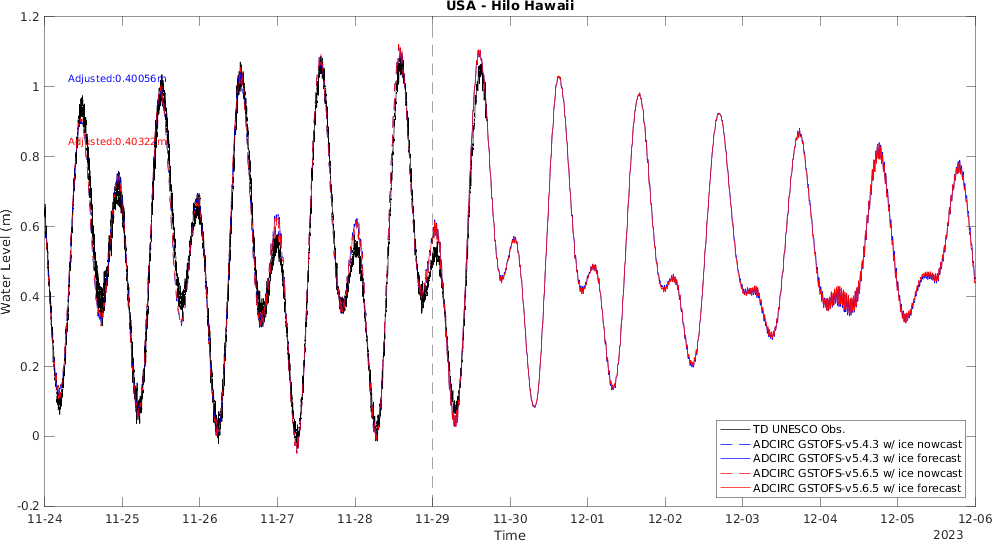 USA - Hilo Hawaii
1.2
1
0.8
0.6
0.4
0.2
0
-0.2
Water Level (m)
Adjusted:0.40056m
Adjusted:0.40322m
TD UNESCO Obs.
ADCIRC GSTOFS-v5.4.3 w/ ice nowcast
ADCIRC GSTOFS-v5.4.3 w/ ice forecast
ADCIRC GSTOFS-v5.6.5 w/ ice nowcast
ADCIRC GSTOFS-v5.6.5 w/ ice forecast
11-24 11-25 11-26 11-27 11-28 11-29 11-30 12-01 12-02 12-03 12-04 12-05 12-06
Time
2023